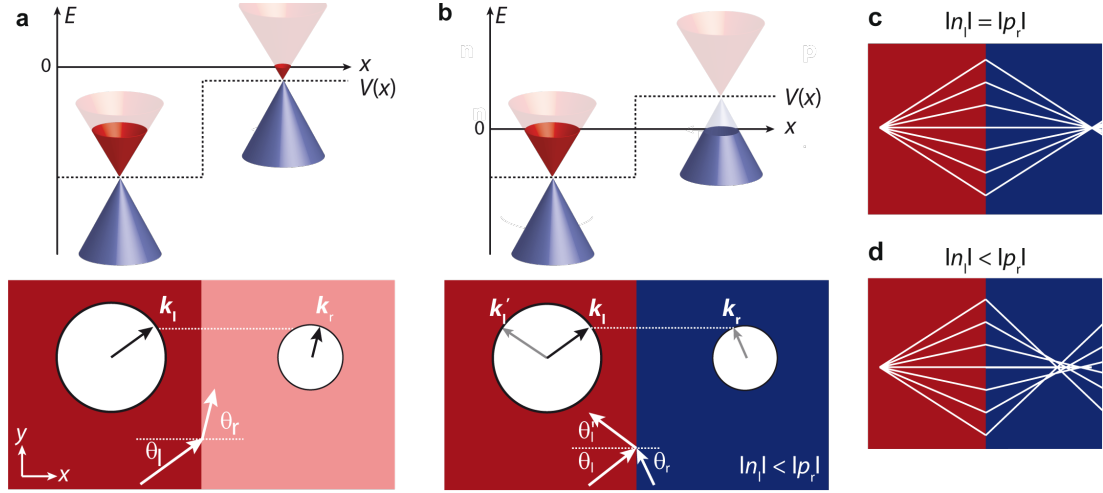 a
E
0
x
V(x)
k_l
k_r
θ_l
θ_r
y
x
b
E
n
p
n
V(x)
0
x
k_l'
k_l
k_r
θ_l'
θ_l
θ_r
|n_l| < |p_r|
c
|n_l| = |p_r|
d
|n_l| < |p_r|